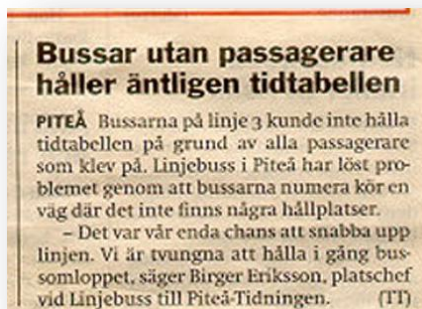 Bussar utan passagerare
håller äntligen tidtabellen
PITEÅ Bussarna på linje 3 kunde inte hålla
tidtabellen på grund av alla passagerare
som klev på. Linjebuss i Piteå har löst pro-
blemet genom att bussarna numera kör en
väg där det inte finns några hållplatser.
– Det var vår enda chans att snabba upp
linjen. Vi är tvungna att hålla i gång bus-
somloppet, säger Birger Eriksson, platschef
vid Linjebuss till Piteå-Tidningen. (TT)